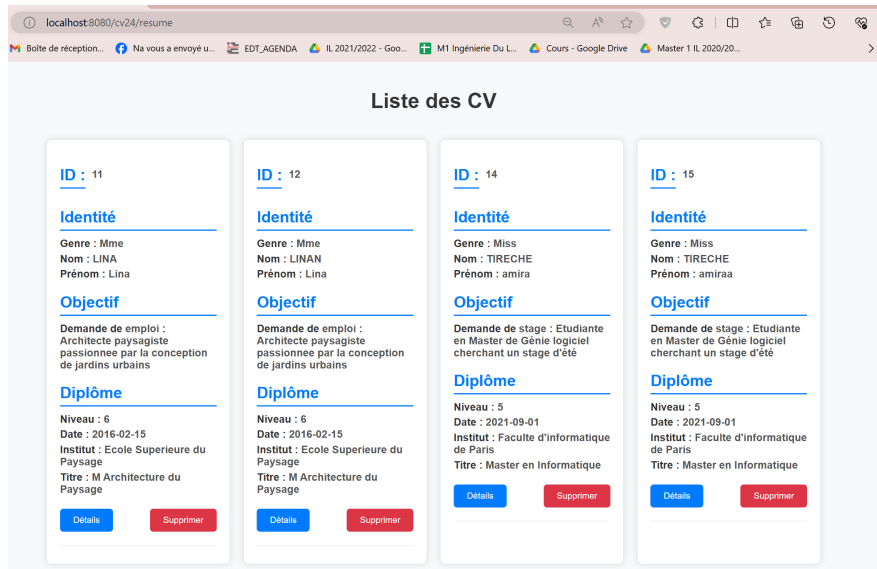 localhost:8080/cv24/resume
Boîte de réception... Na vous a envoyé u... EDT_AGENDA IL 2021/2022 - Goo... M1 Ingénierie Du L... Cours - Google Drive Master 1 IL 2020/20...
Liste des CV
ID : 11
Identité
Genre : Mme
Nom : LINA
Prénom : Lina
Objectif
Demande de emploi :
Architecte paysagiste
passionnee par la conception
de jardins urbains
Diplôme
Niveau : 6
Date : 2016-02-15
Institut : Ecole Superieure du
Paysage
Titre : M Architecture du
Paysage
Détails Supprimer
ID : 12
Identité
Genre : Mme
Nom : LINAN
Prénom : Lina
Objectif
Demande de emploi :
Architecte paysagiste
passionnee par la conception
de jardins urbains
Diplôme
Niveau : 6
Date : 2016-02-15
Institut : Ecole Superieure du
Paysage
Titre : M Architecture du
Paysage
Détails Supprimer
ID : 14
Identité
Genre : Miss
Nom : TIRECHE
Prénom : amira
Objectif
Demande de stage : Etudiante
en Master de Génie logiciel
cherchant un stage d'été
Diplôme
Niveau : 5
Date : 2021-09-01
Institut : Faculte d'informatique
de Paris
Titre : Master en Informatique
Détails Supprimer
ID : 15
Identité
Genre : Miss
Nom : TIRECHE
Prénom : amiraa
Objectif
Demande de stage : Etudiante
en Master de Génie logiciel
cherchant un stage d'été
Diplôme
Niveau : 5
Date : 2021-09-01
Institut : Faculte d'informatique
de Paris
Titre : Master en Informatique
Détails Supprimer